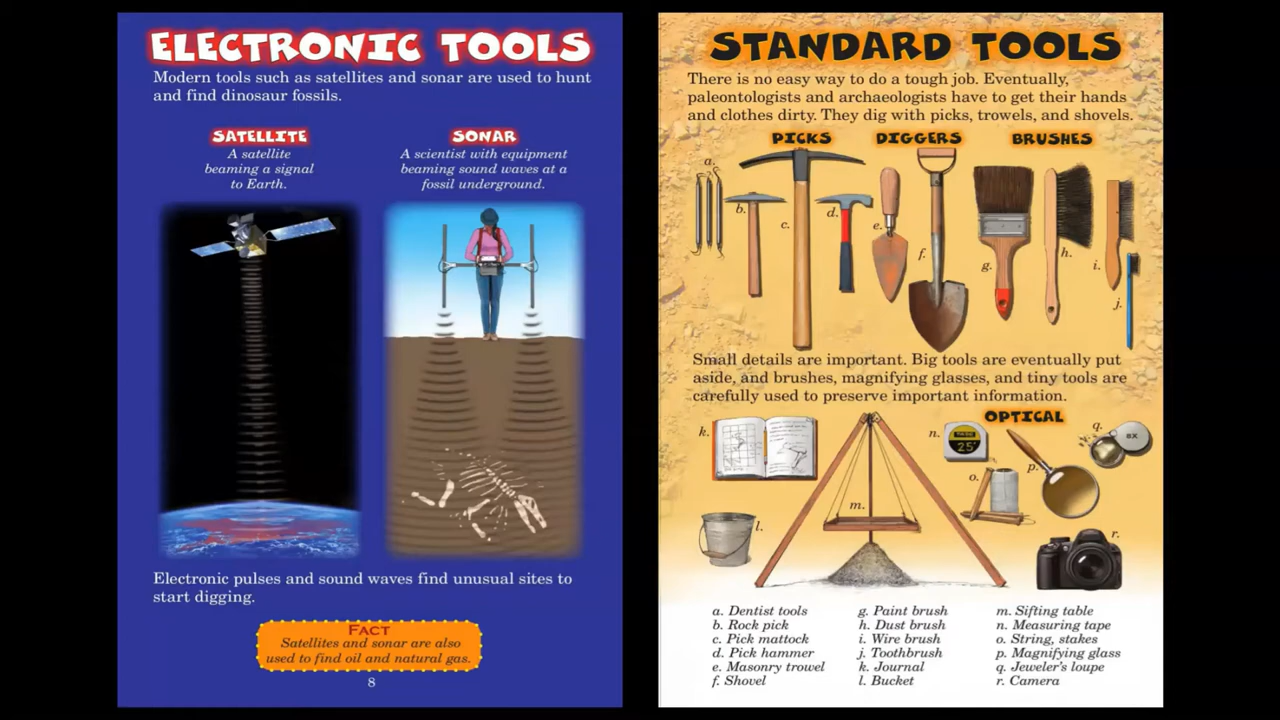 ELECTRONIC TOOLS
Modern tools such as satellites and sonar are used to hunt
and find dinosaur fossils.
SATELLITE
A satellite
beaming a signal
to Earth.
SONAR
A scientist with equipment
beaming sound waves at a
fossil underground.
Electronic pulses and sound waves find unusual sites to
start digging.
FACT
Satellites and sonar are also
used to find oil and natural gas.
8
STANDARD TOOLS
There is no easy way to do a tough job. Eventually,
paleontologists and archaeologists have to get their hands
and clothes dirty. They dig with picks, trowels, and shovels.
PICKS
DIGGERS
BRUSHES
a.
b.
c.
d.
e.
f.
g.
h.
i.
j.
Small details are important. Big tools are eventually put
aside, and brushes, magnifying glasses, and tiny tools are
carefully used to preserve important information.
OPTICAL
k.
l.
m.
n.
25'
o.
p.
q.
8X
r.
a. Dentist tools
b. Rock pick
c. Pick mattock
d. Pick hammer
e. Masonry trowel
f. Shovel
g. Paint brush
h. Dust brush
i. Wire brush
j. Toothbrush
k. Journal
l. Bucket
m. Sifting table
n. Measuring tape
o. String, stakes
p. Magnifying glass
q. Jeweler's loupe
r. Camera